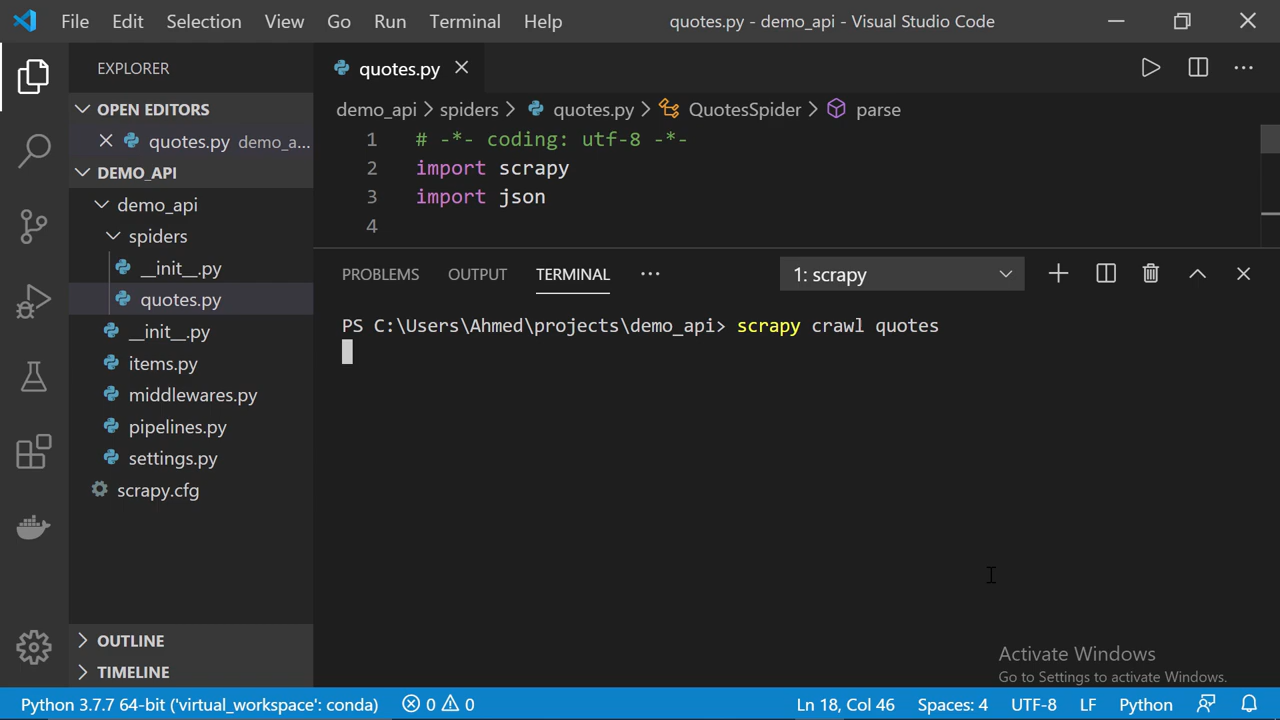 File Edit Selection View Go Run Terminal Help quotes.py - demo_api - Visual Studio Code
EXPLORER
OPEN EDITORS
quotes.py demo_a...
DEMO_API
demo_api
spiders
__init__.py
quotes.py
__init__.py
items.py
middlewares.py
pipelines.py
settings.py
scrapy.cfg
OUTLINE
TIMELINE
quotes.py
demo_api > spiders > quotes.py > QuotesSpider > parse
1 # -*- coding: utf-8 -*-
2 import scrapy
3 import json
4
PROBLEMS OUTPUT TERMINAL ... 1: scrapy
PS C:\Users\Ahmed\projects\demo_api> scrapy crawl quotes
Activate Windows
Go to Settings to activate Windows.
Python 3.7.7 64-bit ('virtual_workspace': conda) 0 0 Ln 18, Col 46 Spaces: 4 UTF-8 LF Python